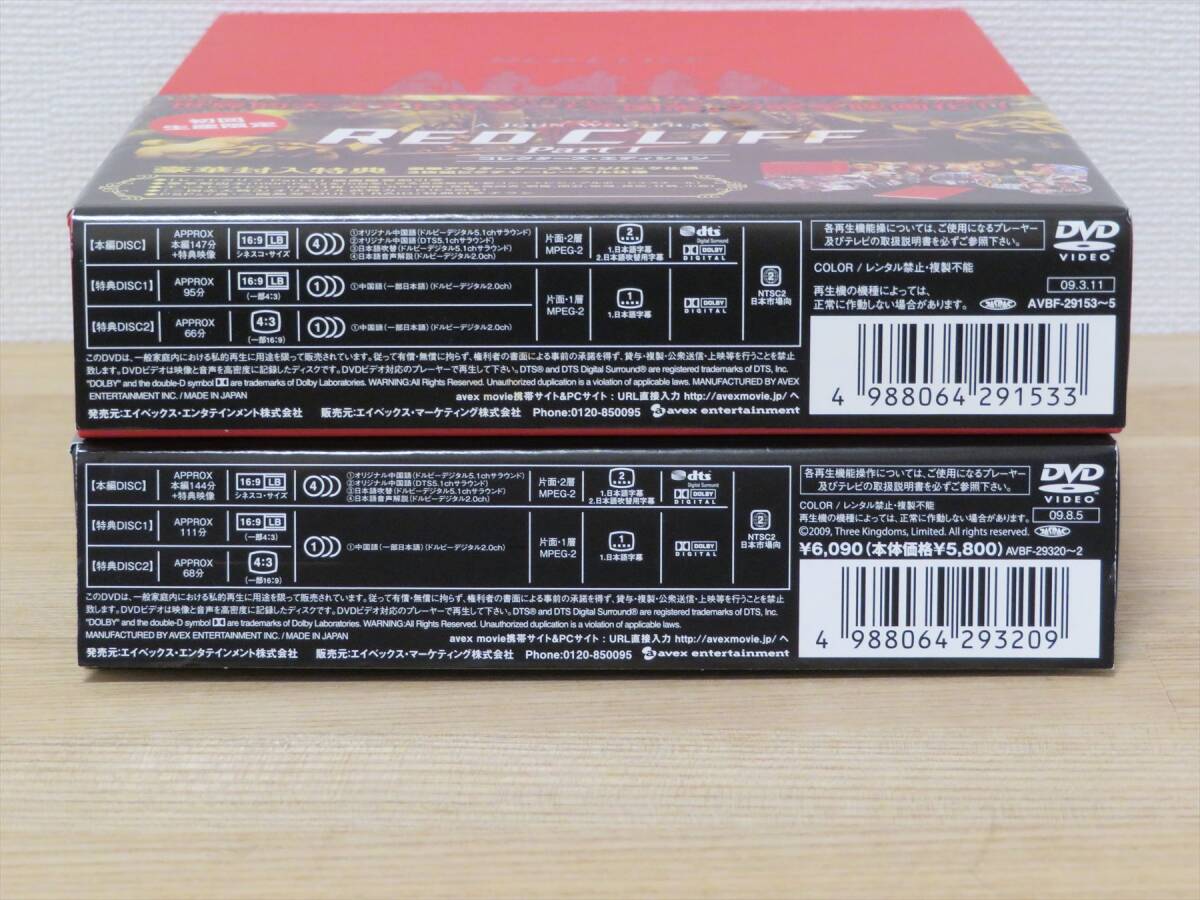 初回
生産限定
A JOHN WOO FILM
RED CLIFF
Part I
コレクターズ・エディション
豪華封入特典
【本編DISC】
APPROX
本編147分
+特典映像
16:9 LB
シネスコ・サイズ
4
①オリジナル中国語(ドルビーデジタル5.1chサラウンド)
②オリジナル中国語(DTS5.1chサラウンド)
③日本語吹替(ドルビーデジタル5.1chサラウンド)
④日本語音声解説(ドルビーデジタル2.0ch)
片面・2層
MPEG-2
2
1.日本語字幕
2.日本語吹替用字幕
dts
Digital Surround
DOLBY
DIGITAL
【特典DISC1】
APPROX
95分
16:9 LB
(一部4:3)
1
①中国語(一部日本語)(ドルビーデジタル2.0ch)
【特典DISC2】
APPROX
66分
4:3
(一部16:9)
1
①中国語(一部日本語)(ドルビーデジタル2.0ch)
片面・1層
MPEG-2
1
1.日本語字幕
DOLBY
DIGITAL
2
NTSC2
日本市場向
このDVDは、一般家庭内における私的再生に用途を限って販売されています。従って有償・無償に拘らず、権利者の書面による事前の承諾を得ず、貸与・複製・公衆送信・上映等を行うことを禁止
致します。DVDビデオは映像と音声を高密度に記録したディスクです。DVDビデオ対応のプレーヤーで再生して下さい。DTS® and DTS Digital Surround® are registered trademarks of DTS, Inc.
"DOLBY" and the double-D symbol are trademarks of Dolby Laboratories. WARNING:All Rights Reserved. Unauthorized duplication is a violation of applicable laws. MANUFACTURED BY AVEX
ENTERTAINMENT INC. / MADE IN JAPAN
avex movie携帯サイト&PCサイト:URL直接入力 http://avexmovie.jp/ へ
発売元:エイベックス・エンタテインメント株式会社 販売元:エイベックス・マーケティング株式会社 Phone:0120-850095 avex entertainment
各再生機能操作については、ご使用になるプレーヤー
及びテレビの取扱説明書を必ずご参照下さい。
DVD
VIDEO
COLOR / レンタル禁止・複製不能
09.3.11
再生機の機種によっては、
正常に作動しない場合があります。
AVBF-29153〜5
4 988064 291533
【本編DISC】
APPROX
本編144分
+特典映像
16:9 LB
シネスコ・サイズ
4
①オリジナル中国語(ドルビーデジタル5.1chサラウンド)
②オリジナル中国語(DTS5.1chサラウンド)
③日本語吹替(ドルビーデジタル5.1chサラウンド)
④日本語音声解説(ドルビーデジタル2.0ch)
片面・2層
MPEG-2
2
1.日本語字幕
2.日本語吹替用字幕
dts
Digital Surround
DOLBY
DIGITAL
【特典DISC1】
APPROX
111分
16:9 LB
(一部4:3)
【特典DISC2】
APPROX
68分
4:3
(一部16:9)
1
①中国語(一部日本語)(ドルビーデジタル2.0ch)
片面・1層
MPEG-2
1
1.日本語字幕
DOLBY
DIGITAL
2
NTSC2
日本市場向
このDVDは、一般家庭内における私的再生に用途を限って販売されています。従って有償・無償に拘らず、権利者の書面による事前の承諾を得ず、貸与・複製・公衆送信・上映等を行うことを禁止
致します。DVDビデオは映像と音声を高密度に記録したディスクです。DVDビデオ対応のプレーヤーで再生して下さい。DTS® and DTS Digital Surround® are registered trademarks of DTS, Inc.
"DOLBY" and the double-D symbol are trademarks of Dolby Laboratories. WARNING:All Rights Reserved. Unauthorized duplication is a violation of applicable laws.
MANUFACTURED BY AVEX ENTERTAINMENT INC. / MADE IN JAPAN
avex movie携帯サイト&PCサイト:URL直接入力 http://avexmovie.jp/ へ
発売元:エイベックス・エンタテインメント株式会社 販売元:エイベックス・マーケティング株式会社 Phone:0120-850095 avex entertainment
各再生機能操作については、ご使用になるプレーヤー
及びテレビの取扱説明書を必ずご参照下さい。
DVD
VIDEO
COLOR / レンタル禁止・複製不能
09.8.5
再生機の機種によっては、正常に作動しない場合があります。
©2009, Three Kingdoms, Limited. All rights reserved.
¥6,090(本体価格¥5,800) AVBF-29320〜2
4 988064 293209